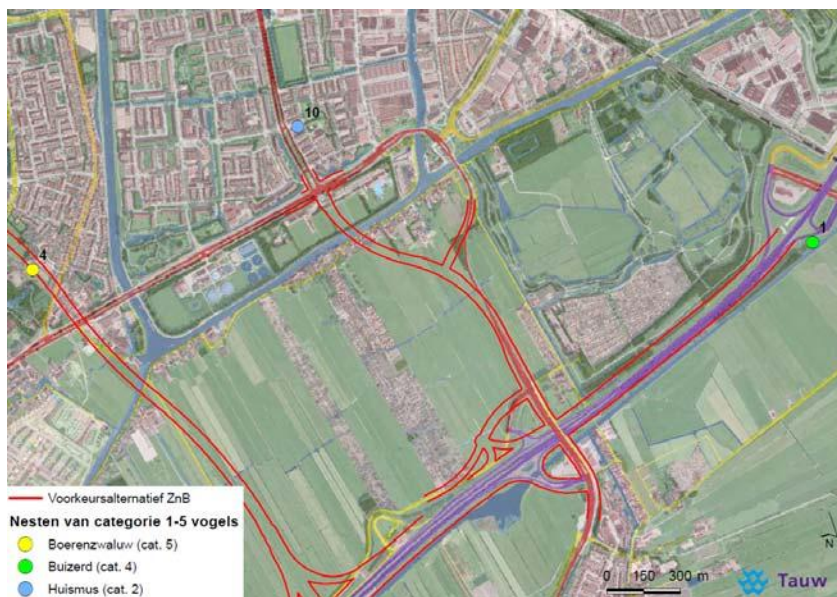 10
4
1
Voorkeursalternatief ZnB
Nesten van categorie 1-5 vogels
Boerenzwaluw (cat. 5)
Buizerd (cat. 4)
Huismus (cat. 2)
0 150 300 m
N
Tauw